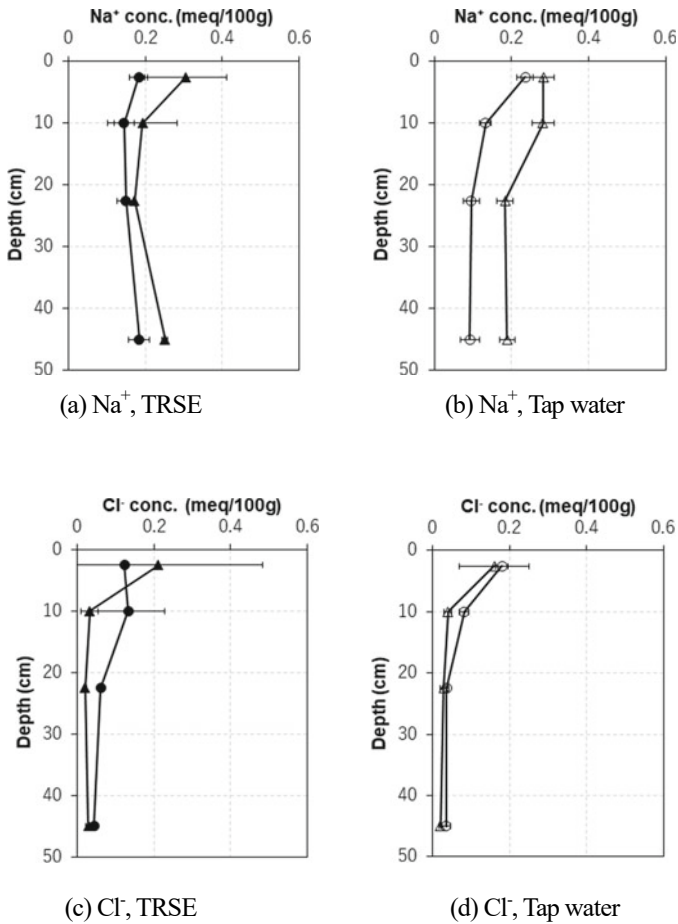 Na⁺ conc. (meq/100g) Na⁺ conc. (meq/100g)
0 0.2 0.4 0.6 0 0.2 0.4 0.6
0 0
10 10
20 20
30 30
40 40
50 50
Depth (cm) Depth (cm)
(a) Na⁺, TRSE (b) Na⁺, Tap water
Cl⁻ conc. (meq/100g) Cl⁻ conc. (meq/100g)
0 0.2 0.4 0.6 0 0.2 0.4 0.6
0 0
10 10
20 20
30 30
40 40
50 50
Depth (cm) Depth (cm)
(c) Cl⁻, TRSE (d) Cl⁻, Tap water